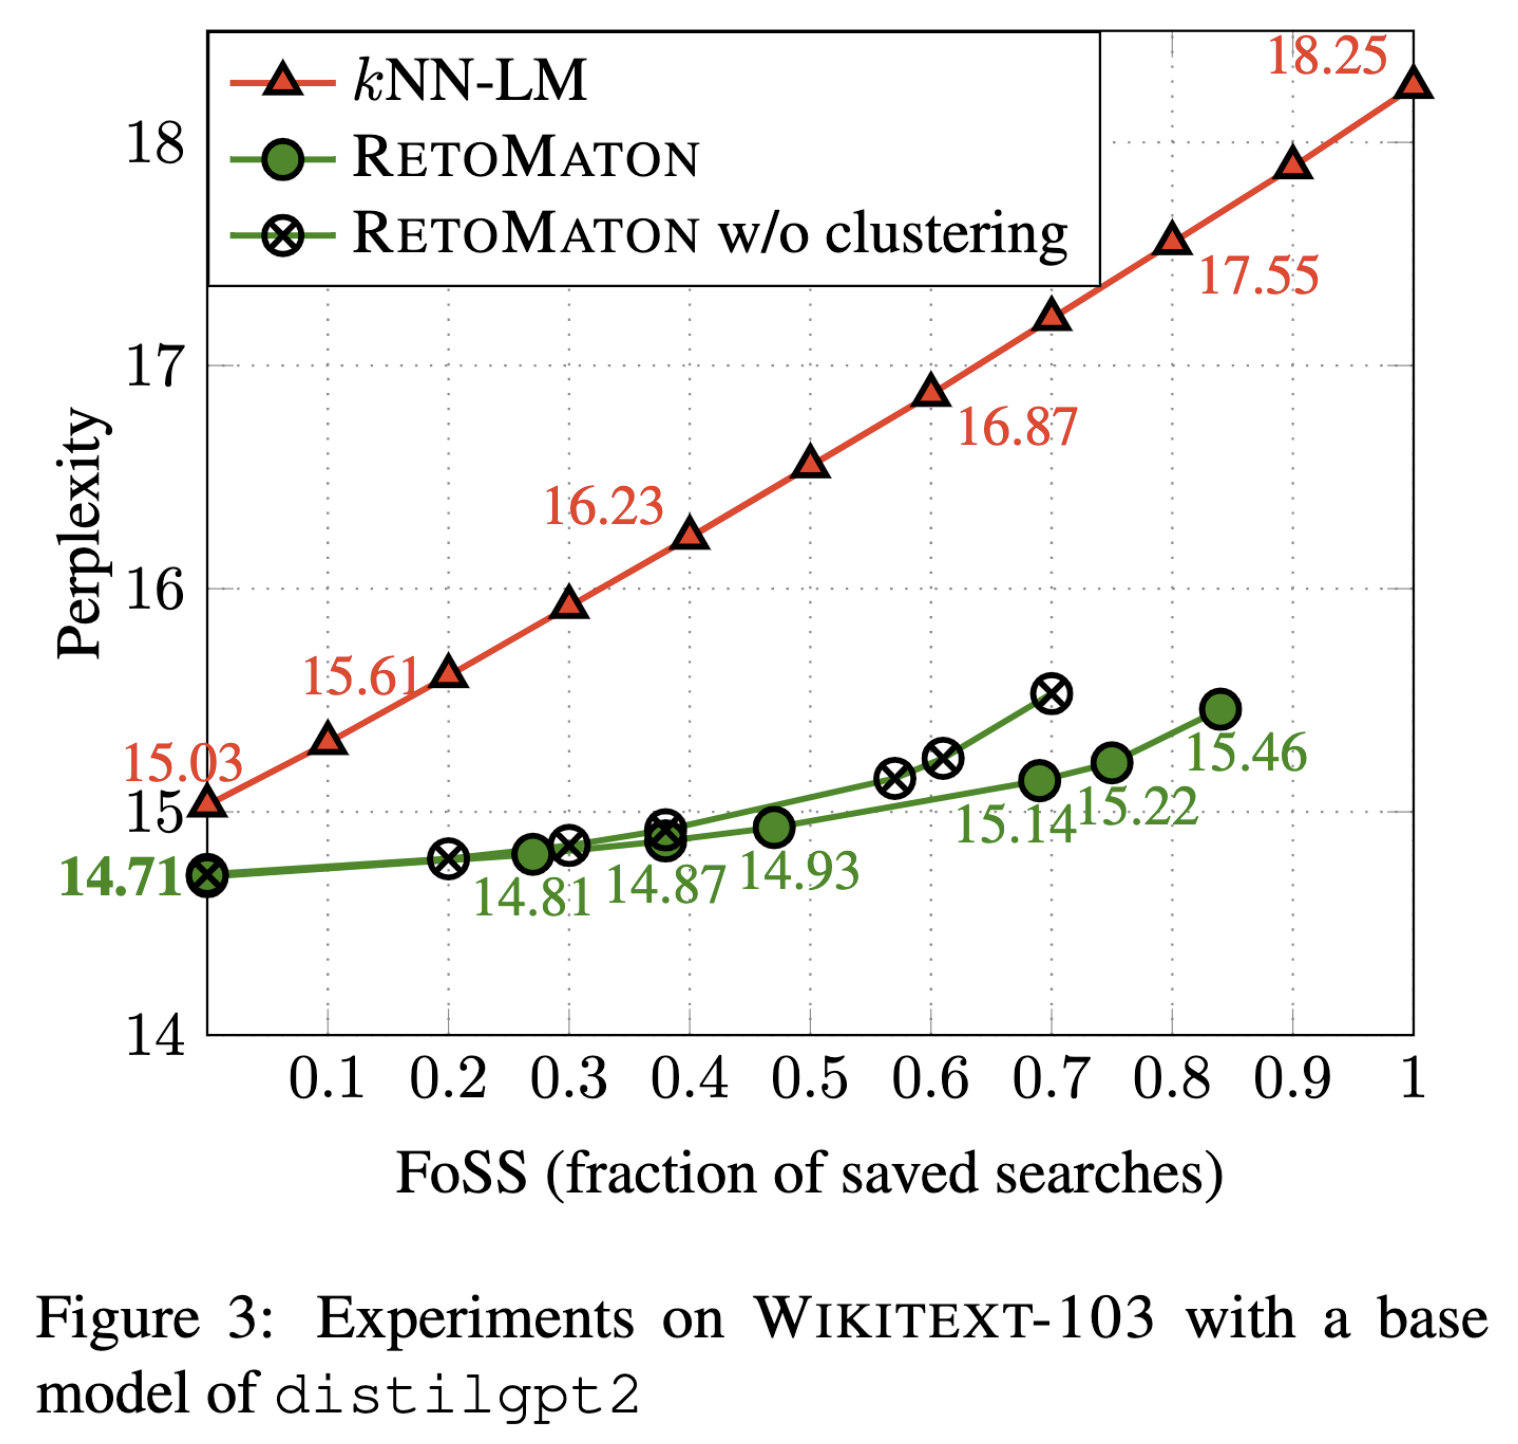 kNN-LM
RETOMATON
RETOMATON w/o clustering
18.25
18
17.55
17
16.87
16.23
16
15.61
15.03
15
15.46
15.22
15.14
14.93
14.87
14.81
14.71
14
Perplexity
0.1 0.2 0.3 0.4 0.5 0.6 0.7 0.8 0.9 1
FoSS (fraction of saved searches)
Figure 3: Experiments on WIKITEXT-103 with a base
model of distilgpt2